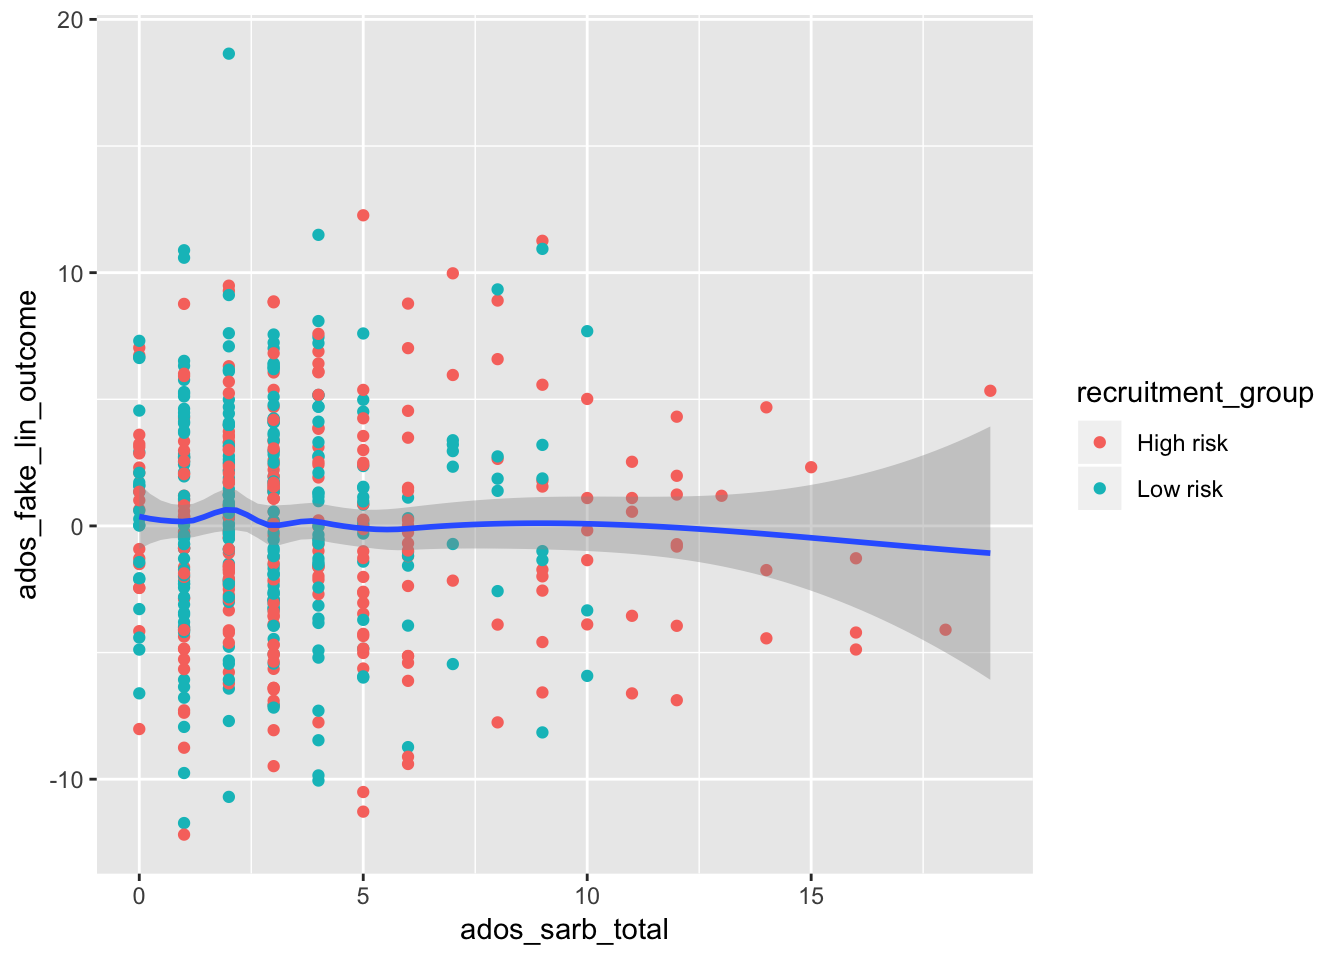 20
10
0
-10
ados_fake_lin_outcome
0
5
10
15
ados_sarb_total
recruitment_group
High risk
Low risk